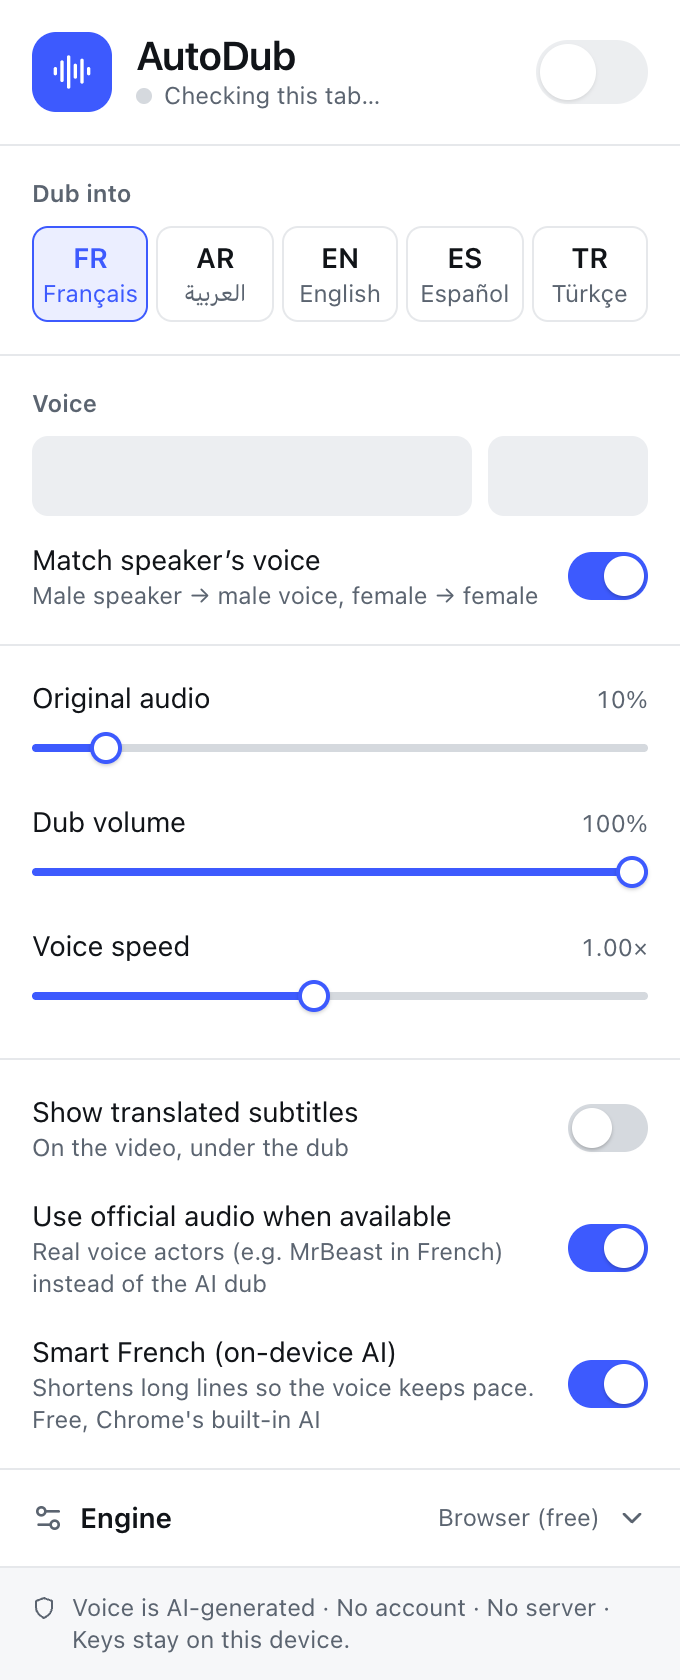 AutoDub
Checking this tab...
Dub into
FR
Français
AR
العربية
EN
English
ES
Español
TR
Türkçe
Voice
Match speaker’s voice
Male speaker → male voice, female → female
Original audio
10%
Dub volume
100%
Voice speed
1.00×
Show translated subtitles
On the video, under the dub
Use official audio when available
Real voice actors (e.g. MrBeast in French)
instead of the AI dub
Smart French (on-device AI)
Shortens long lines so the voice keeps pace.
Free, Chrome's built-in AI
Engine
Browser (free)
Voice is AI-generated · No account · No server ·
Keys stay on this device.